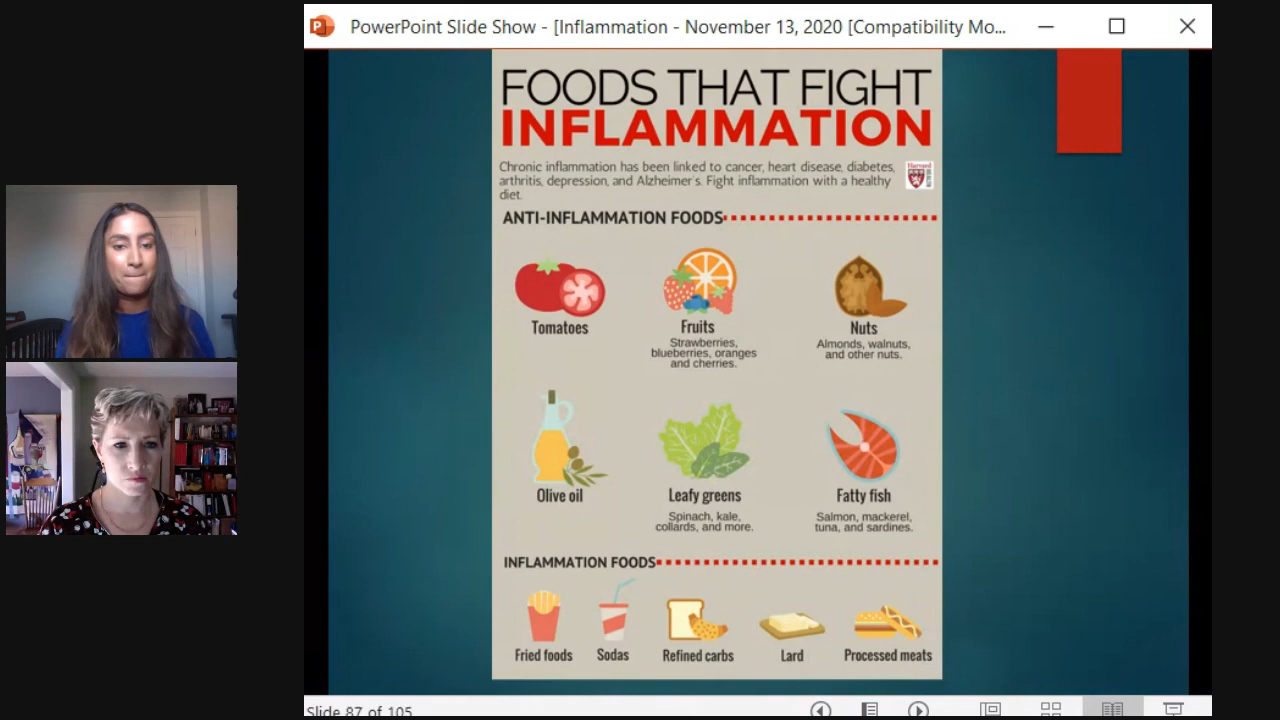 PowerPoint Slide Show - [Inflammation - November 13, 2020 [Compatibility Mo...
FOODS THAT FIGHT
INFLAMMATION
Chronic inflammation has been linked to cancer, heart disease, diabetes,
arthritis, depression, and Alzheimer's. Fight inflammation with a healthy
diet.
Harvard
ANTI-INFLAMMATION FOODS
Tomatoes
Fruits
Strawberries,
blueberries, oranges
and cherries.
Nuts
Almonds, walnuts,
and other nuts.
Olive oil
Leafy greens
Spinach, kale,
collards, and more.
Fatty fish
Salmon, mackerel,
tuna, and sardines.
INFLAMMATION FOODS
Fried foods
Sodas
Refined carbs
Lard
Processed meats
Slide 87 of 105